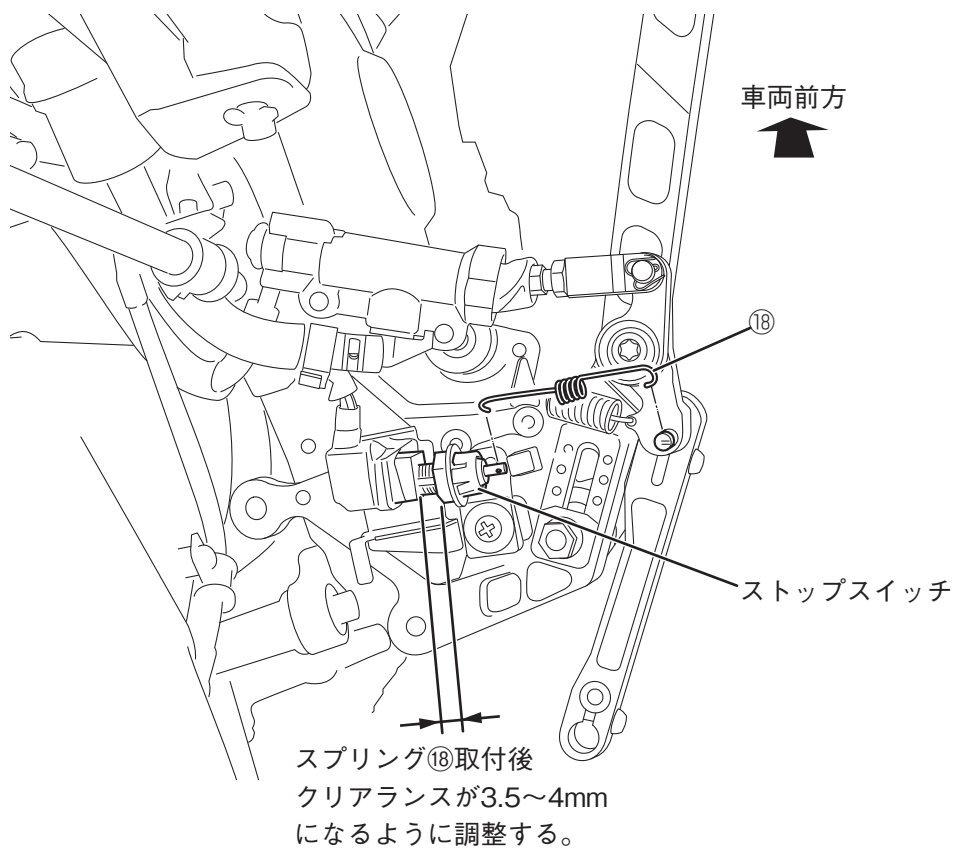 車両前方
⑱
ストップスイッチ
スプリング⑱取付後
クリアランスが3.5～4mm
になるように調整する。